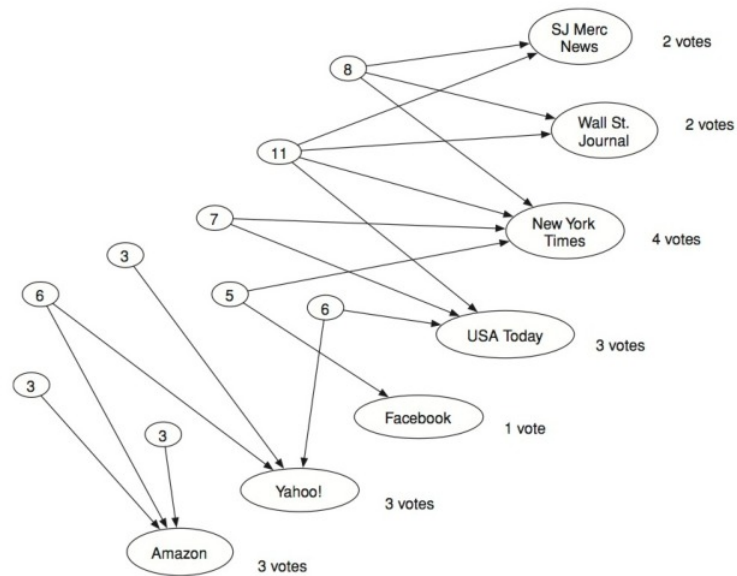 SJ Merc
News
2 votes
8
Wall St.
Journal
2 votes
11
7
New York
Times
4 votes
3
6
5
6
USA Today
3 votes
3
Facebook
1 vote
3
Yahoo!
3 votes
Amazon
3 votes